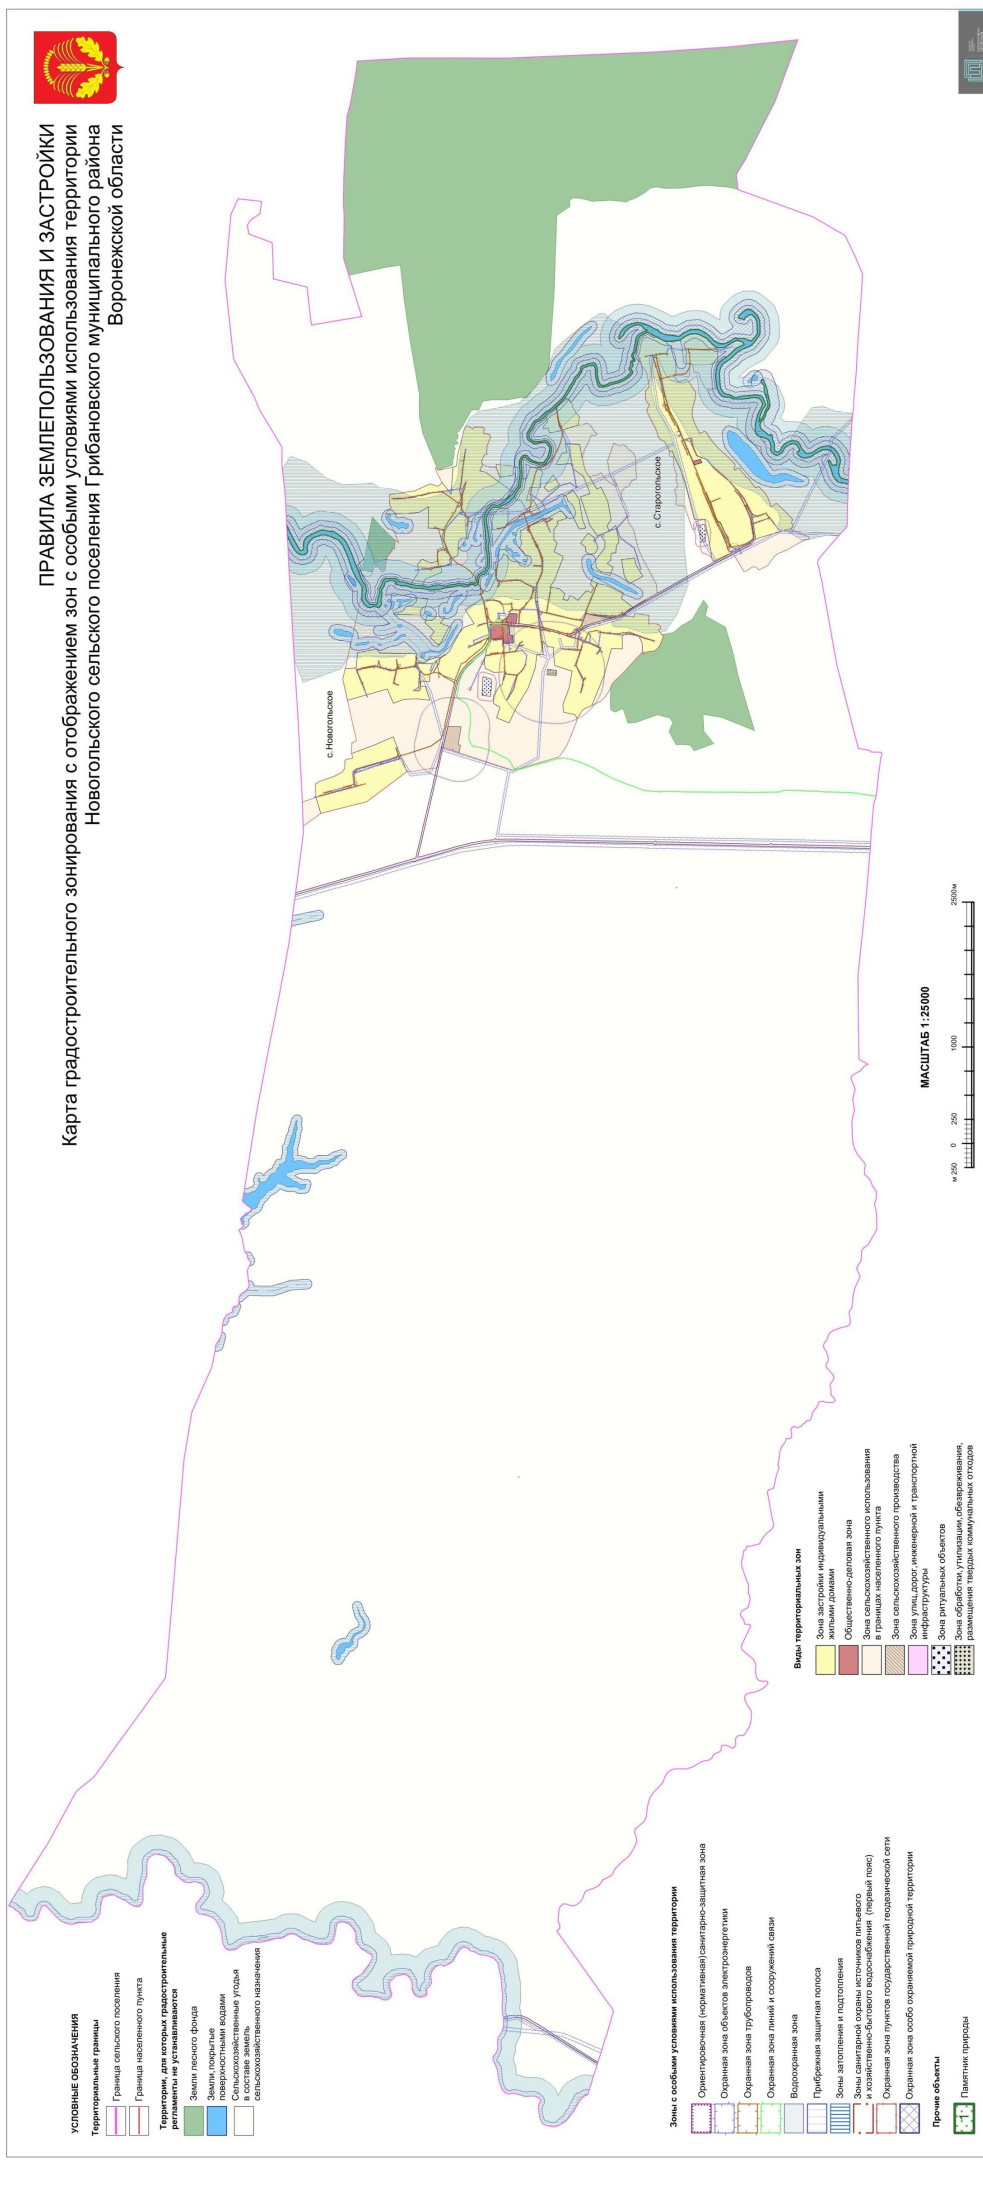 ПРАВИЛА ЗЕМЛЕПОЛЬЗОВАНИЯ И ЗАСТРОЙКИ
Карта градостроительного зонирования с отображением зон с особыми условиями использования территории
Новогольского сельского поселения Грибановского муниципального района
Воронежской области
с.Новогольское
с.Старогольское
УСЛОВНЫЕ ОБОЗНАЧЕНИЯ
Территориальные границы
Граница сельского поселения
Граница населенного пункта
Территории, для которых градостроительные
регламенты не устанавливаются
Земли лесного фонда
Земли,покрытые
поверхностными водами
Сельскохозяйственные угодья
в составе земель
сельскохозяйственного назначения
Зоны с особыми условиями использования территории
Ориентировочная (нормативная)санитарно-защитная зона
Охранная зона объектов электроэнергетики
Охранная зона трубопроводов
Охранная зона линий и сооружений связи
Водоохранная зона
Прибрежная защитная полоса
Зоны затопления и подтопления
Зоны санитарной охраны источников питьевого
и хозяйственно-бытового водоснабжения (первый пояс)
Охранная зона пунктов государственной геодезической сети
Охранная зона особо охраняемой природной территории
Прочие объекты
1
Памятник природы
Виды территориальных зон
Зона застройки индивидуальными
жилыми домами
Общественно-деловая зона
Зона сельскохозяйственного использования
в границах населенного пункта
Зона сельскохозяйственного производства
Зона улиц,дорог,инженерной и транспортной
инфраструктуры
Зона ритуальных объектов
Зона обработки,утилизации,обезвреживания,
размещения твердых коммунальных отходов
МАСШТАБ 1:25000
м 250 0 250 1000 2500м